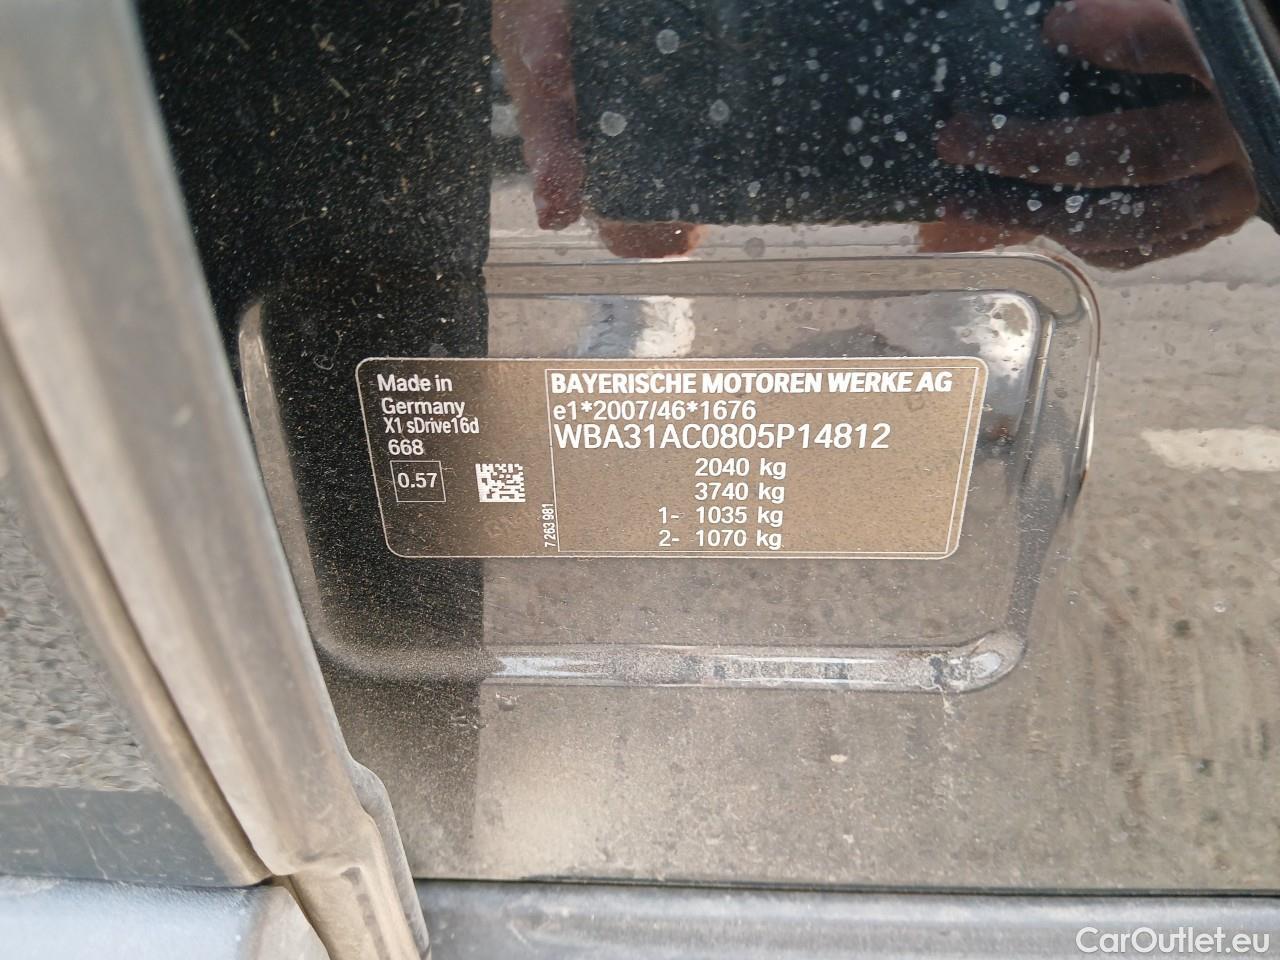 Made in
Germany
X1 sDrive16d
668
0.57
7 263 981
BAYERISCHE MOTOREN WERKE AG
e1*2007/46*1676
WBA31AC0805P14812
2040 kg
3740 kg
1- 1035 kg
2- 1070 kg
CarOutlet.eu